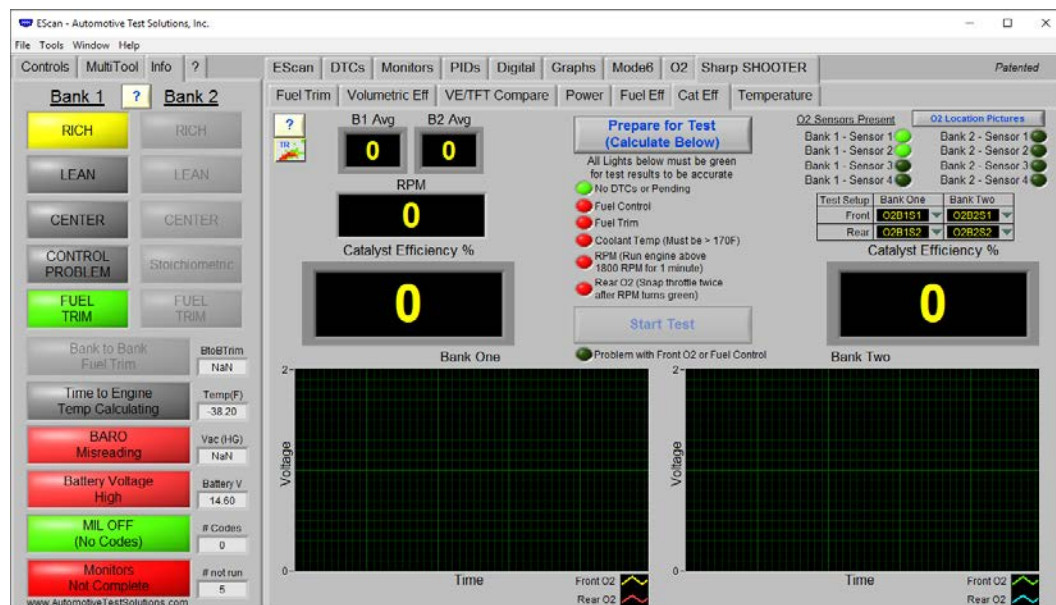 EScan - Automotive Test Solutions, Inc.
File Tools Window Help
Controls MultiTool Info ?
EScan DTCs Monitors PIDs Digital Graphs Mode6 O2 Sharp SHOOTER
Patented
Fuel Trim Volumetric Eff VE/TFT Compare Power Fuel Eff Cat Eff Temperature
Bank 1 ? Bank 2
RICH RICH
LEAN LEAN
CENTER CENTER
CONTROL PROBLEM Stoichiometric
FUEL TRIM FUEL TRIM
Bank to Bank
Fuel Trim
BtoBTrim
NaN
Time to Engine
Temp Calculating
Temp(F)
-38.20
BARO
Misreading
Vac (HG)
NaN
Battery Voltage
High
Battery V
14.60
MIL OFF
(No Codes)
# Codes
0
Monitors
Not Complete
# not run
5
www.AutomotiveTestSolutions.com
?
B1 Avg B2 Avg
0 0
RPM
0
Catalyst Efficiency %
0
Prepare for Test
(Calculate Below)
All Lights below must be green
for test results to be accurate
No DTCs or Pending
Fuel Control
Fuel Trim
Coolant Temp (Must be > 170F)
RPM (Run engine above
1800 RPM for 1 minute)
Rear O2 (Snap throttle twice
after RPM turns green)
Start Test
Problem with Front O2 or Fuel Control
O2 Sensors Present O2 Location Pictures
Bank 1 - Sensor 1 Bank 2 - Sensor 1
Bank 1 - Sensor 2 Bank 2 - Sensor 2
Bank 1 - Sensor 3 Bank 2 - Sensor 3
Bank 1 - Sensor 4 Bank 2 - Sensor 4
Test Setup Bank One Bank Two
Front O2B1S1 O2B2S1
Rear O2B1S2 O2B2S2
Catalyst Efficiency %
0
Bank One
2
Voltage
0
Time
Front O2
Rear O2
Bank Two
2
Voltage
0
Time
Front O2
Rear O2